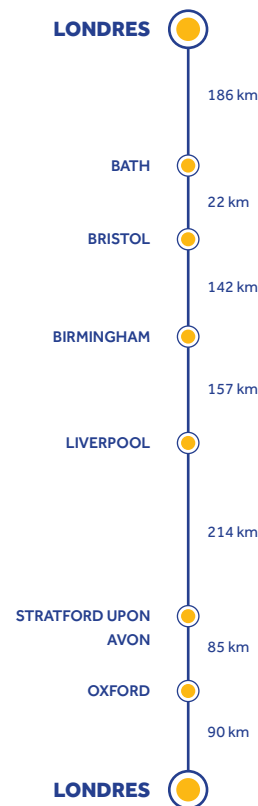 LONDRES
186 km
BATH
22 km
BRISTOL
142 km
BIRMINGHAM
157 km
LIVERPOOL
214 km
STRATFORD UPON
AVON
85 km
OXFORD
90 km
LONDRES